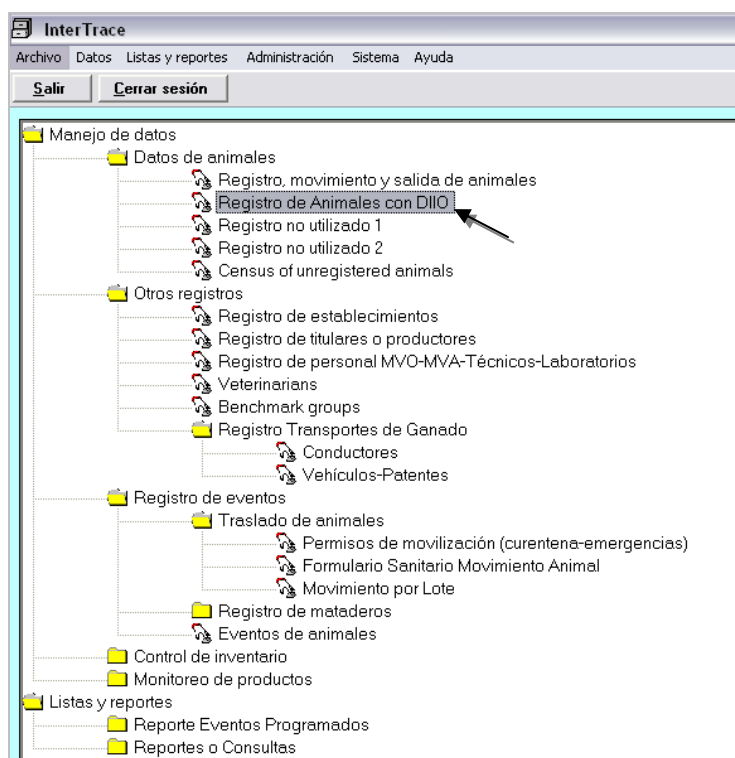 InterTrace
Archivo Datos Listas y reportes Administración Sistema Ayuda
Salir Cerrar sesión
Manejo de datos
Datos de animales
Registro, movimiento y salida de animales
Registro de Animales con DIIO
Registro no utilizado 1
Registro no utilizado 2
Census of unregistered animals
Otros registros
Registro de establecimientos
Registro de titulares o productores
Registro de personal MVO-MVA-Técnicos-Laboratorios
Veterinarians
Benchmark groups
Registro Transportes de Ganado
Conductores
Vehículos-Patentes
Registro de eventos
Traslado de animales
Permisos de movilización (curentena-emergencias)
Formulario Sanitario Movimiento Animal
Movimiento por Lote
Registro de mataderos
Eventos de animales
Control de inventario
Monitoreo de productos
Listas y reportes
Reporte Eventos Programados
Reportes o Consultas